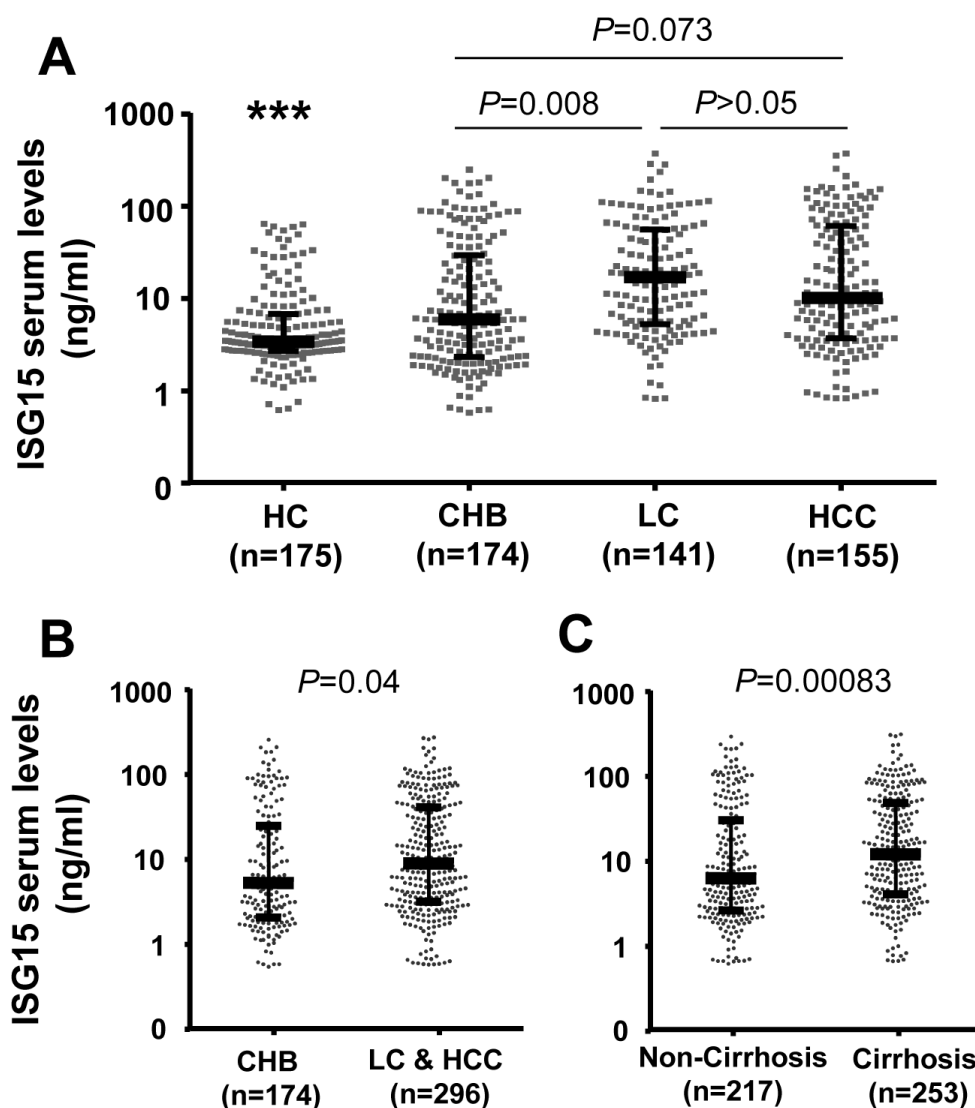 A
P=0.073
P=0.008
P>0.05
***
1000
100
10
1
0
ISG15 serum levels
(ng/ml)
HC
(n=175)
CHB
(n=174)
LC
(n=141)
HCC
(n=155)
B
P=0.04
1000
100
10
1
0
ISG15 serum levels
(ng/ml)
CHB
(n=174)
LC & HCC
(n=296)
C
P=0.00083
1000
100
10
1
0
Non-Cirrhosis
(n=217)
Cirrhosis
(n=253)